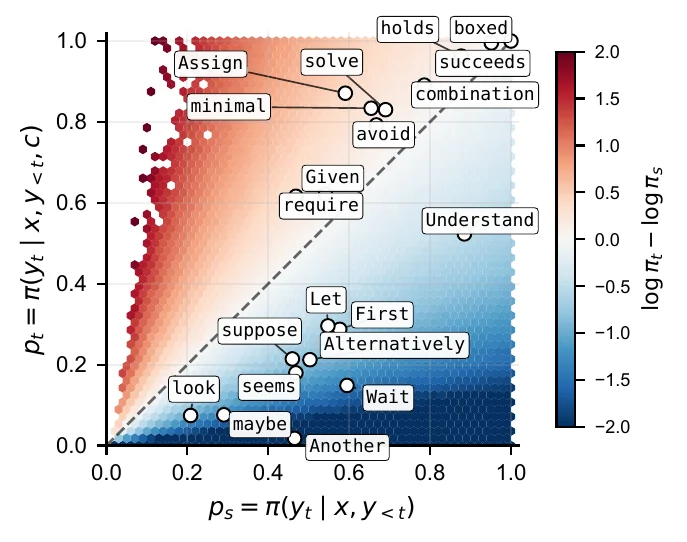 holds boxed
1.0
2.0
Assign solve succeeds
1.5
minimal combination
0.8
avoid
1.0
Given
0.5
0.6
require
Understand
0.0
0.4
Let First
−0.5
suppose Alternatively
−1.0
0.2
look seems Wait
−1.5
maybe
0.0
Another
−2.0
0.0 0.2 0.4 0.6 0.8 1.0
p_s = π(y_t | x, y_{<t})
p_t = π(y_t | x, y_{<t}, c)
log π_t − log π_s